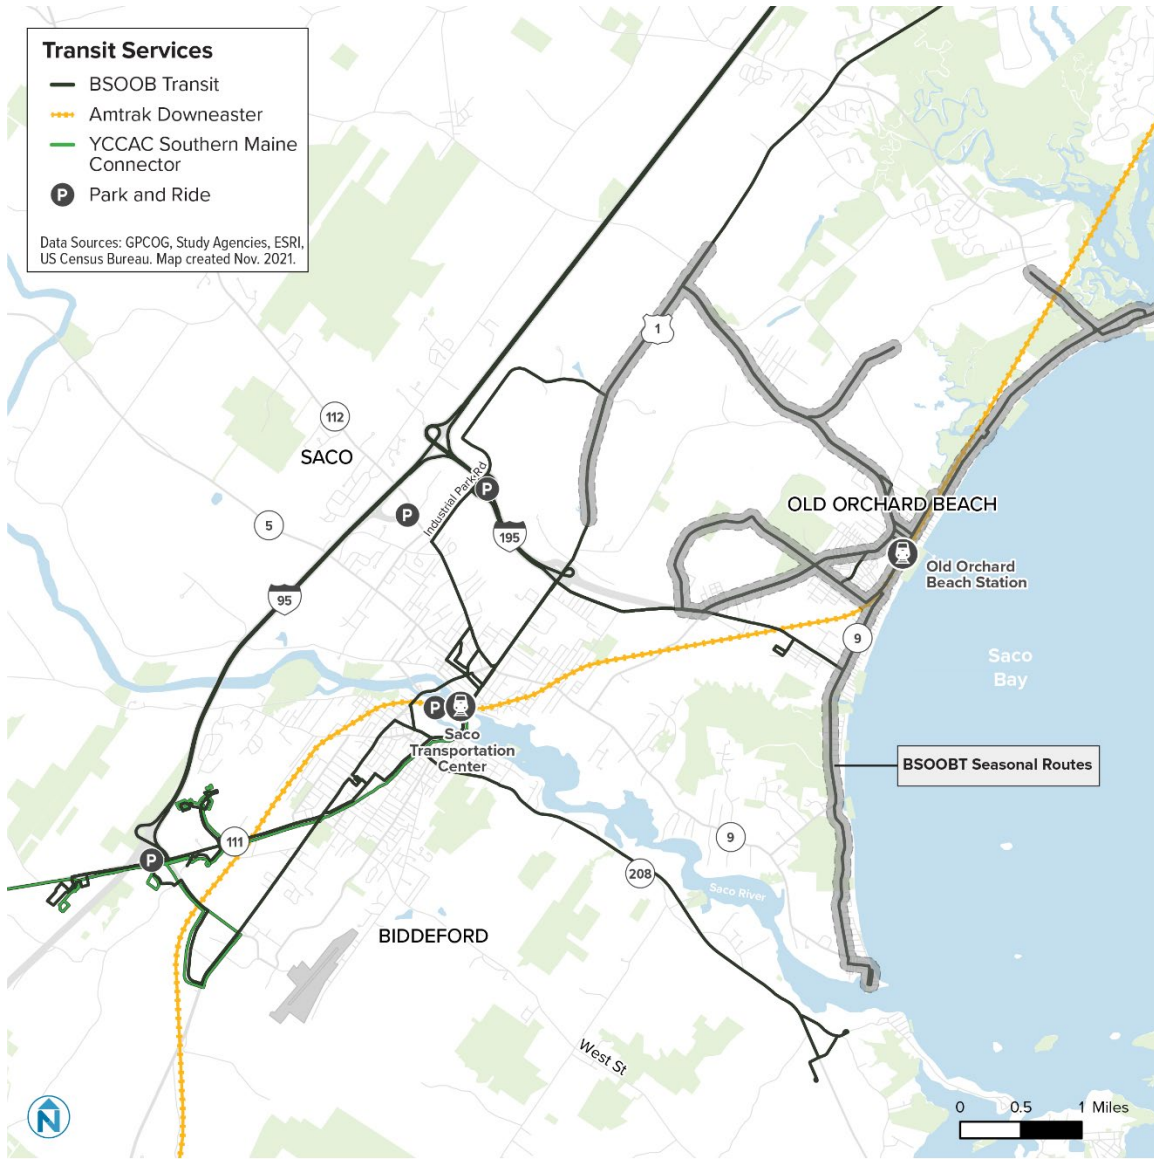 Transit Services
BSOOB Transit
Amtrak Downeaster
YCCAC Southern Maine
Connector
P
Park and Ride
Data Sources: GPCOG, Study Agencies, ESRI,
US Census Bureau. Map created Nov. 2021.
1
112
SACO
Industrial Park Rd
P
P
5
195
OLD ORCHARD BEACH
Old Orchard
Beach Station
95
9
Saco
Bay
P
Saco
Transportation
Center
BSOOBT Seasonal Routes
111
9
P
208
Saco River
BIDDEFORD
West St
N
0 0.5 1 Miles